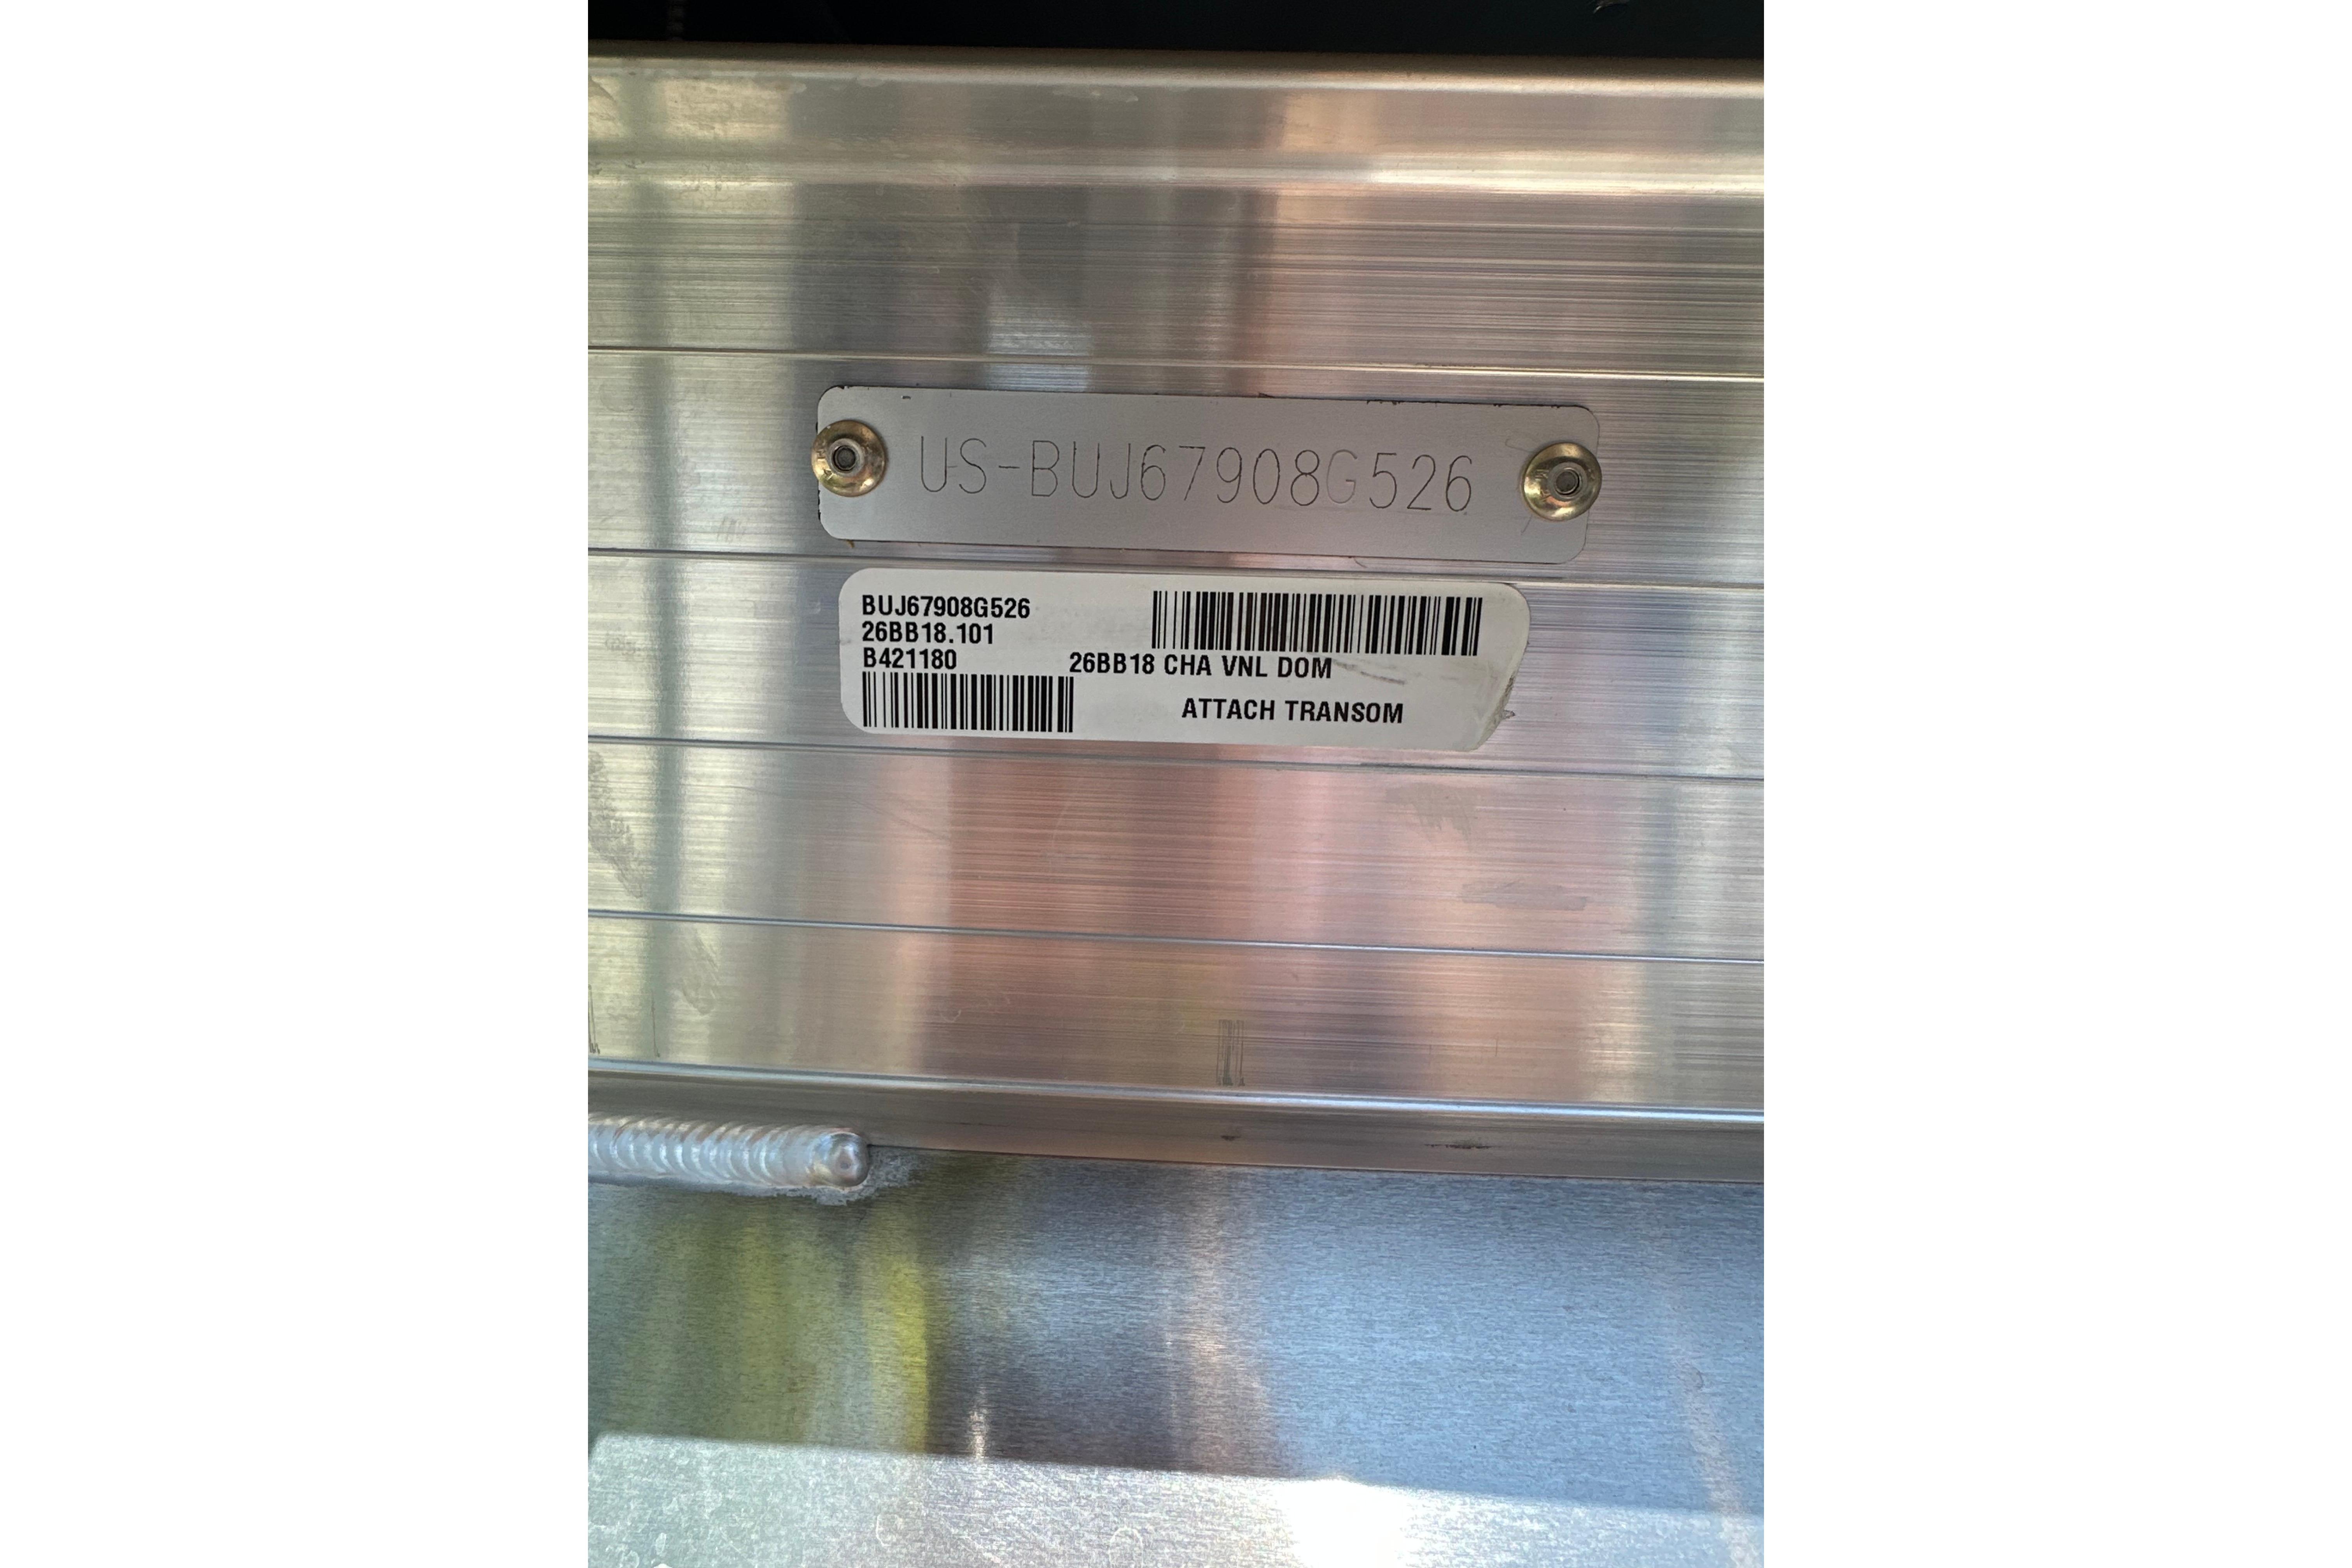 US-BUJ67908G526
BUJ67908G526
26BB18.101
B421180
26BB18 CHA VNL DOM
ATTACH TRANSOM